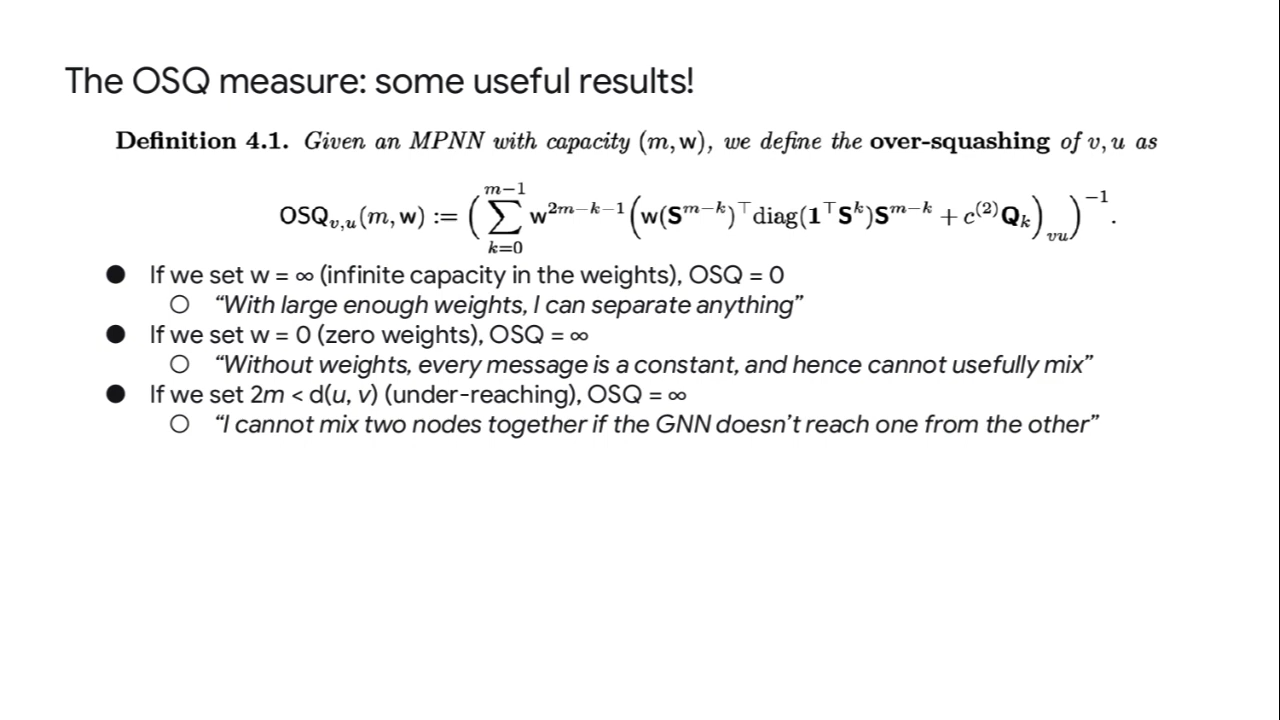 The OSQ measure: some useful results!
Definition 4.1. Given an MPNN with capacity (m, w), we define the over-squashing of v, u as
OSQ_{v,u}(m, w) := ( ∑_{k=0}^{m−1} w^{2m−k−1} ( w(S^{m−k})^⊤ diag(1^⊤ S^k) S^{m−k} + c^{(2)} Q_k )_{vu} )^{−1}.
● If we set w = ∞ (infinite capacity in the weights), OSQ = 0
○ “With large enough weights, I can separate anything”
● If we set w = 0 (zero weights), OSQ = ∞
○ “Without weights, every message is a constant, and hence cannot usefully mix”
● If we set 2m < d(u, v) (under-reaching), OSQ = ∞
○ “I cannot mix two nodes together if the GNN doesn’t reach one from the other”